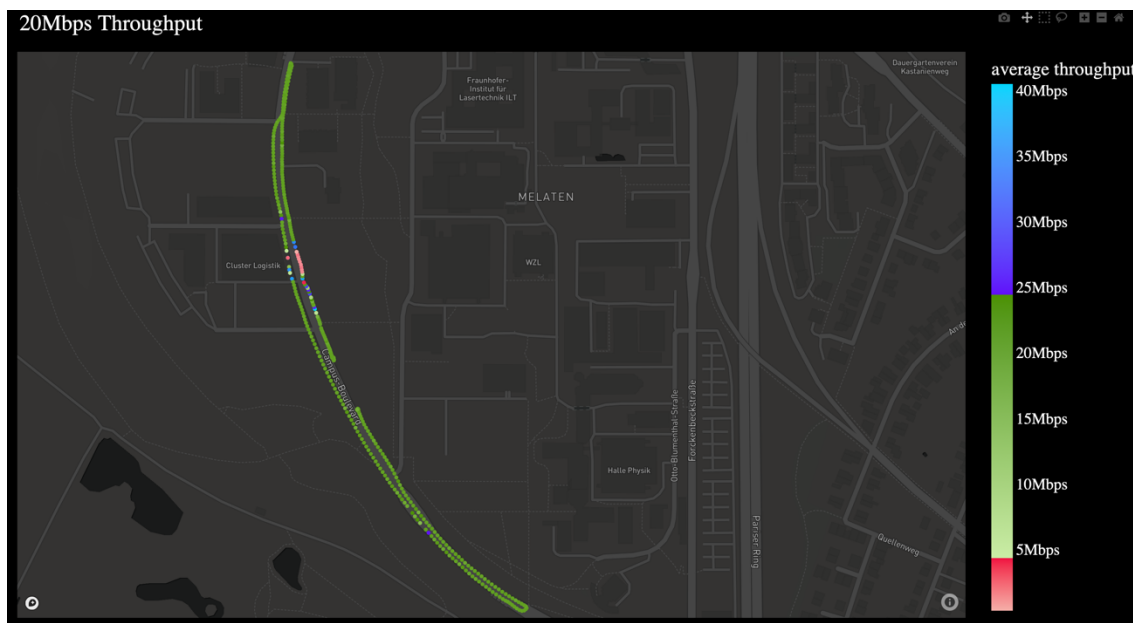 20Mbps Throughput
Dauergartenverein
Kastanienweg
Fraunhofer-
Institut für
Lasertechnik ILT
MELATEN
WZL
Cluster Logistik
Campus-Boulevard
Halle Physik
Otto-Blumenthal-Straße
Forckenbeckstraße
Pariser Ring
Quellenweg
Ande
average throughput
40Mbps
35Mbps
30Mbps
25Mbps
20Mbps
15Mbps
10Mbps
5Mbps